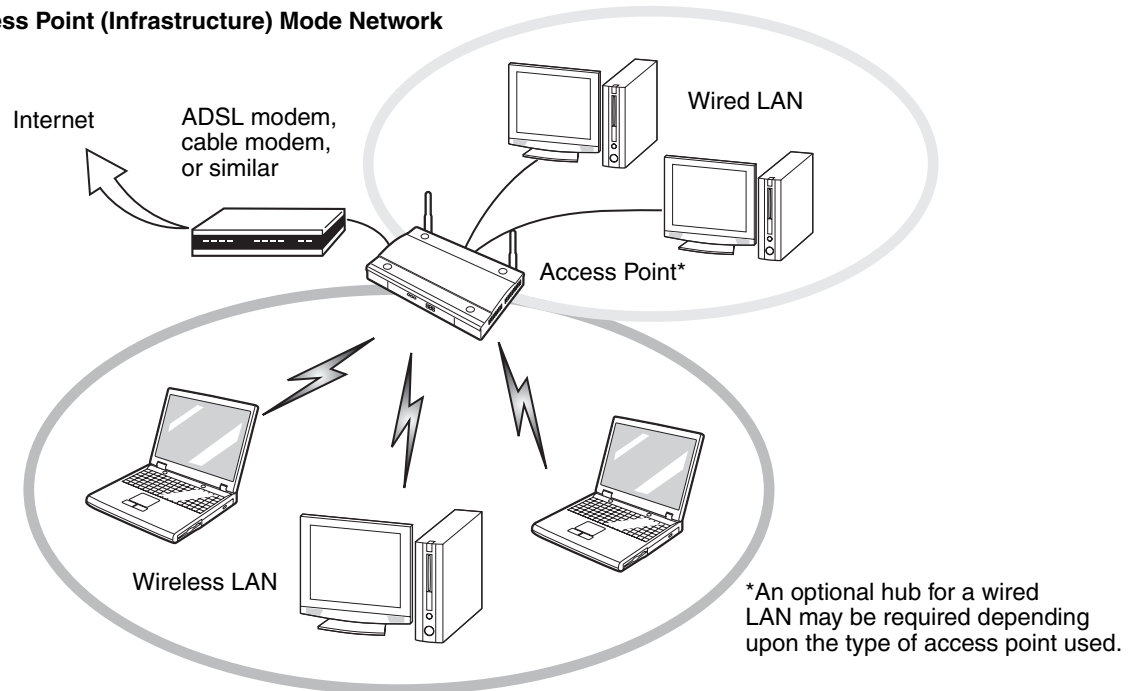 ess Point (Infrastructure) Mode Network
Internet
ADSL modem,
cable modem,
or similar
Wired LAN
Access Point*
Wireless LAN
*An optional hub for a wired
LAN may be required depending
upon the type of access point used.